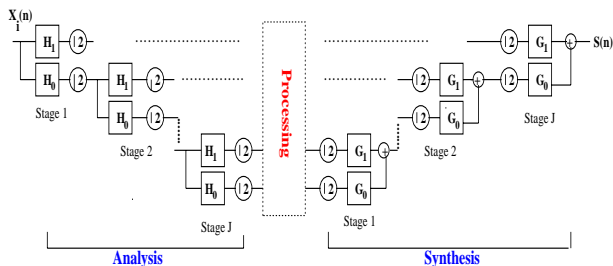 X_i(n)
H_1 | 2 | 2 G_1 + S(n)
H_0 | 2 H_1 | 2 | 2 G_1 + | 2 G_0
Stage 1 H_0 | 2 | 2 G_0 Stage J
Stage 2 Stage 2
H_1 | 2 | 2 G_1 +
H_0 | 2 | 2 G_0
Stage J Stage 1
Processing
Analysis Synthesis